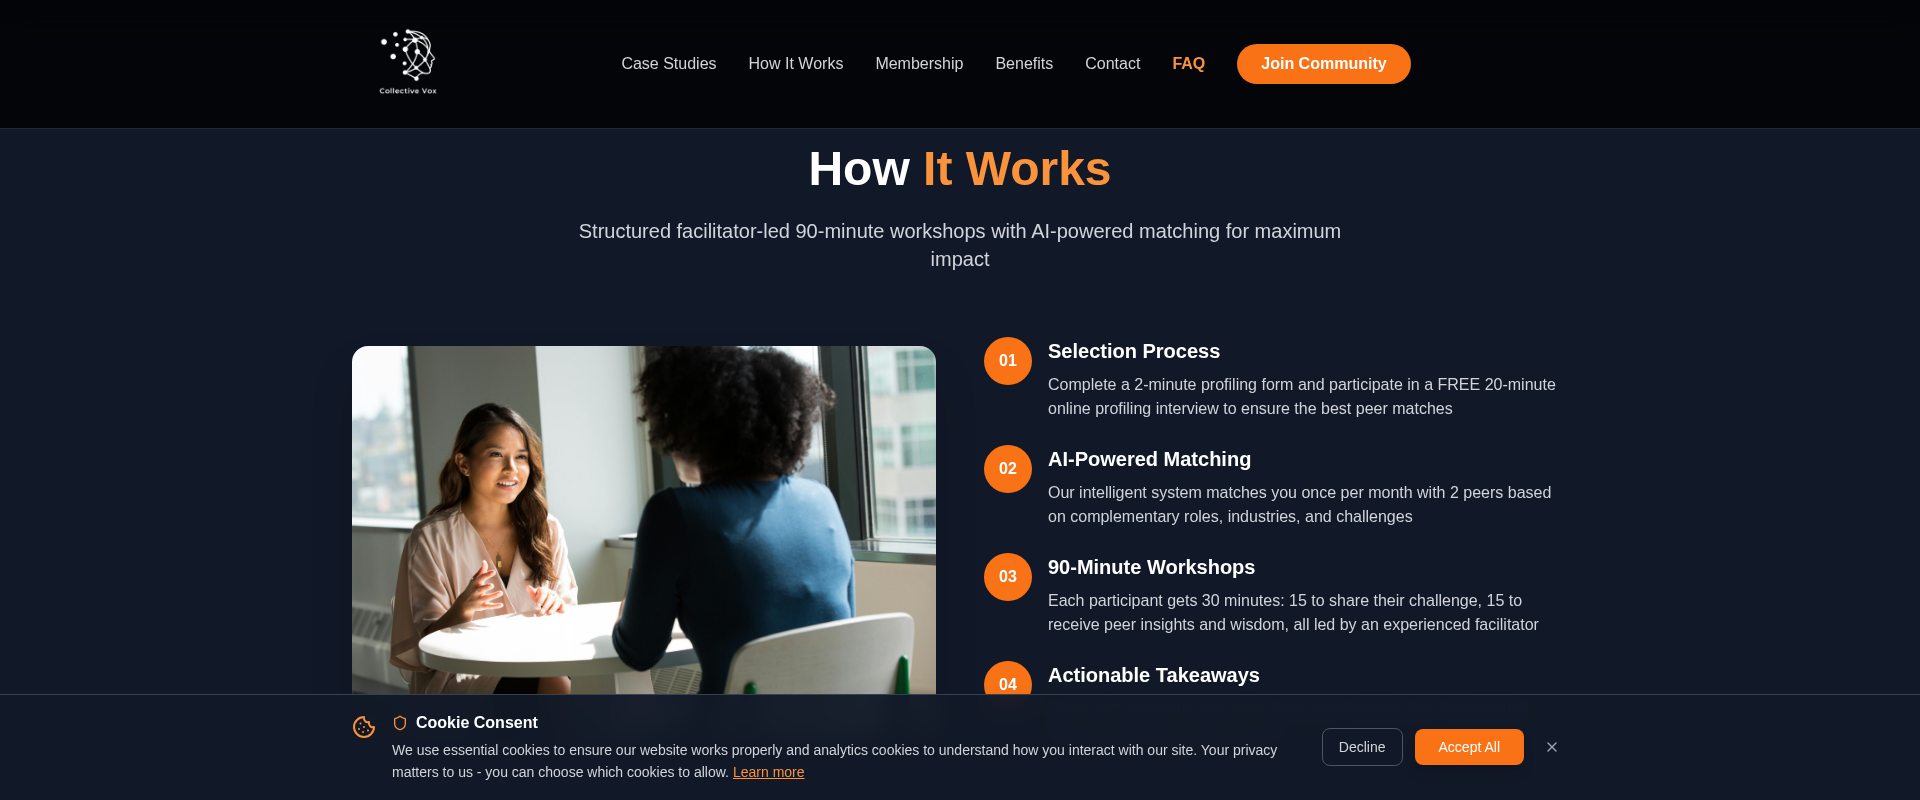 Collective Vox
Case Studies
How It Works
Membership
Benefits
Contact
FAQ
Join Community
How It Works
Structured facilitator-led 90-minute workshops with AI-powered matching for maximum
impact
01
Selection Process
Complete a 2-minute profiling form and participate in a FREE 20-minute
online profiling interview to ensure the best peer matches
02
AI-Powered Matching
Our intelligent system matches you once per month with 2 peers based
on complementary roles, industries, and challenges
03
90-Minute Workshops
Each participant gets 30 minutes: 15 to share their challenge, 15 to
receive peer insights and wisdom, all led by an experienced facilitator
04
Actionable Takeaways
Cookie Consent
We use essential cookies to ensure our website works properly and analytics cookies to understand how you interact with our site. Your privacy
matters to us - you can choose which cookies to allow. Learn more
Decline
Accept All